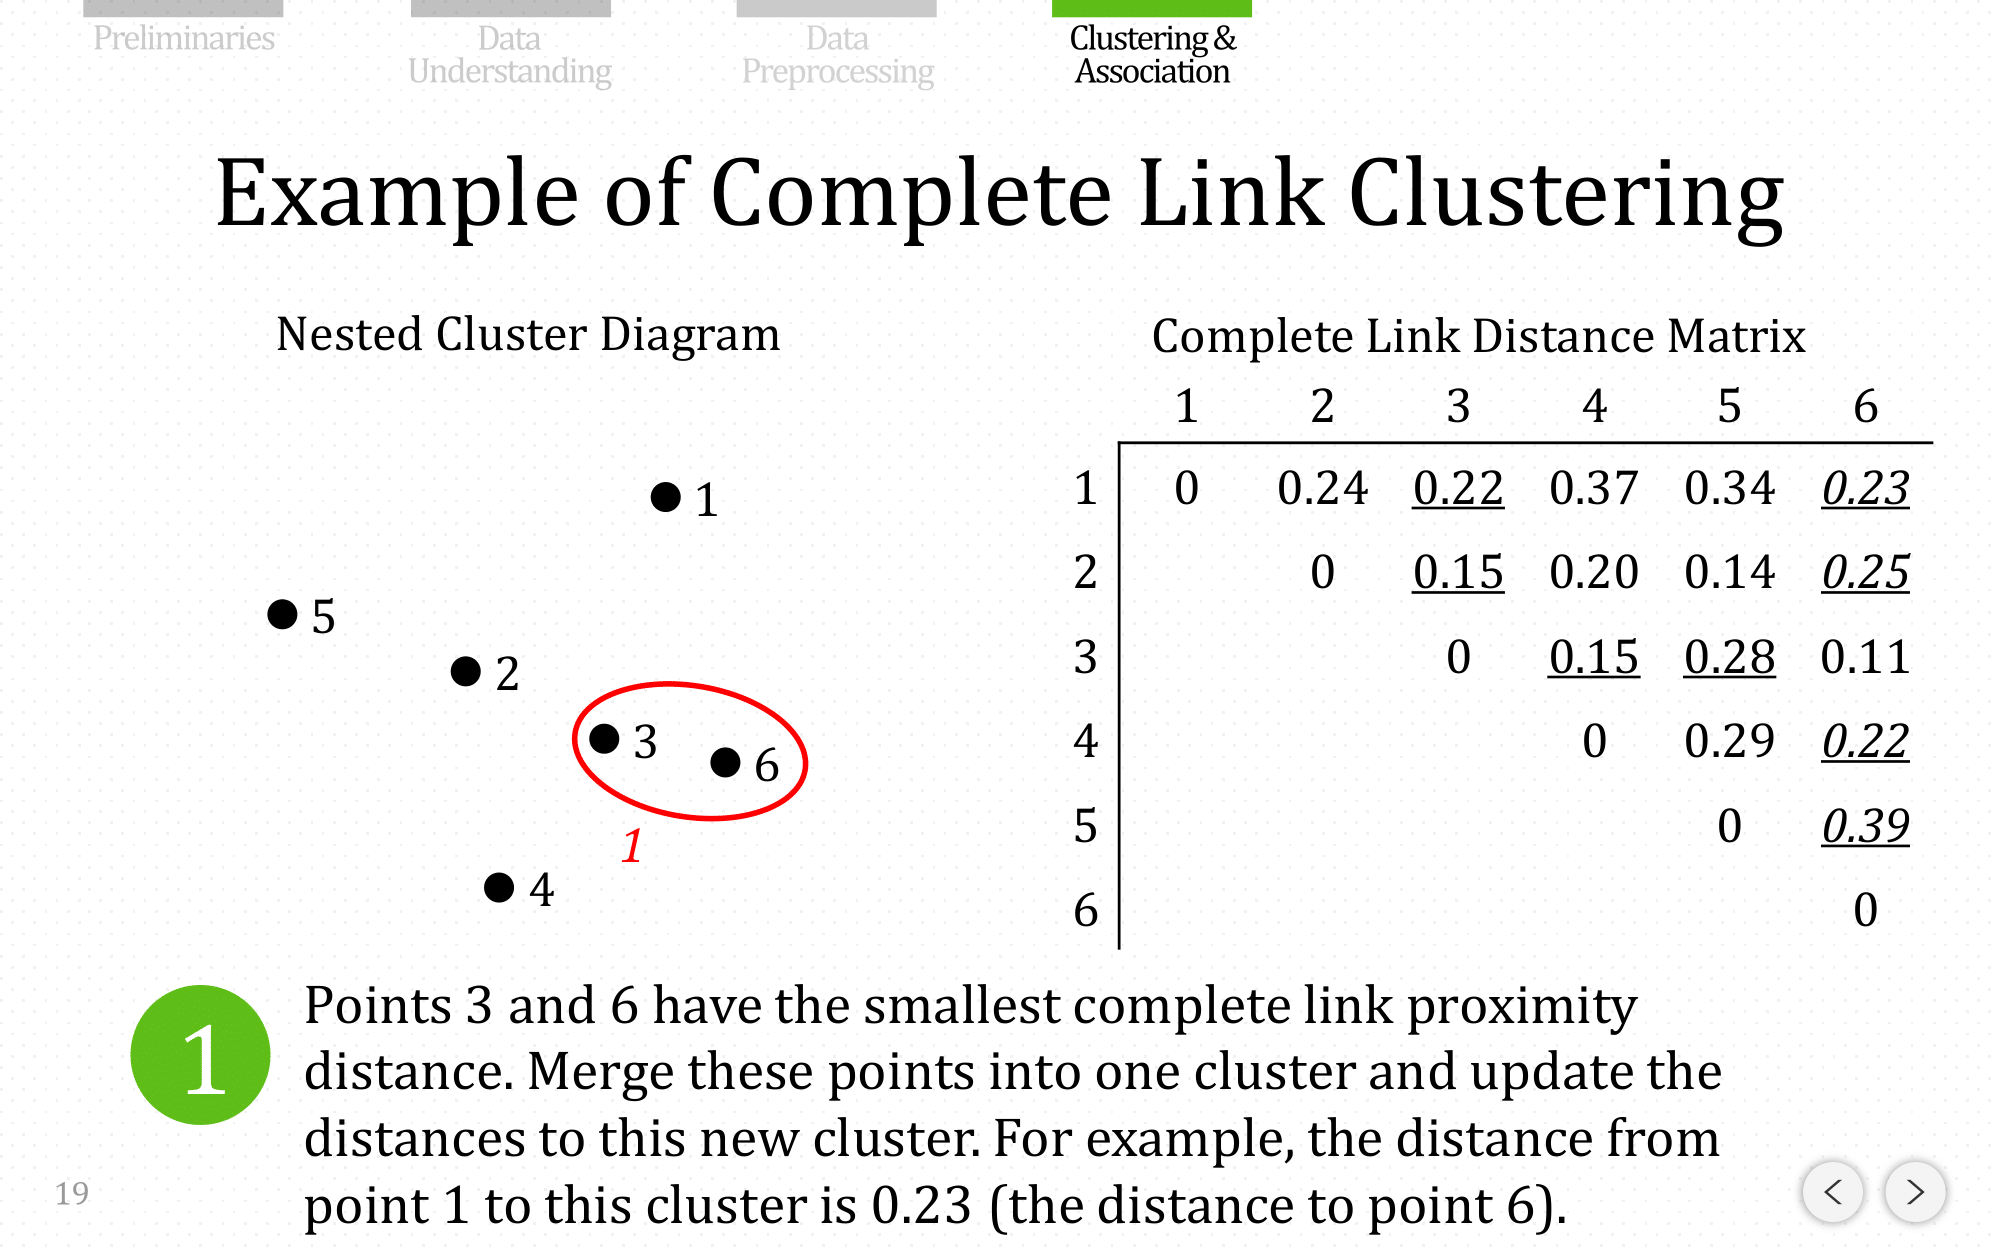 Preliminaries
Data
Understanding
Data
Preprocessing
Clustering &
Association
Example of Complete Link Clustering
Nested Cluster Diagram
1
5
2
3
6
1
4
Complete Link Distance Matrix
1 2 3 4 5 6
1 0 0.24 0.22 0.37 0.34 0.23
2 0 0.15 0.20 0.14 0.25
3 0 0.15 0.28 0.11
4 0 0.29 0.22
5 0 0.39
6 0
1
Points 3 and 6 have the smallest complete link proximity
distance. Merge these points into one cluster and update the
distances to this new cluster. For example, the distance from
point 1 to this cluster is 0.23 (the distance to point 6).
19